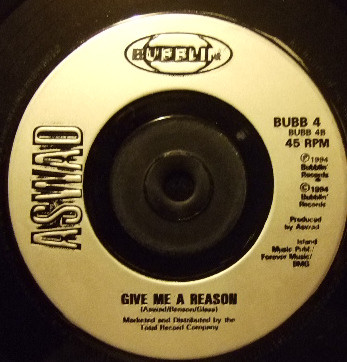 BUBBLIN'
ASWAD
BUBB 4
BUBB 4B
45 RPM
℗ 1994
Bubblin'
Records
© 1994
Bubblin'
Records
Produced
by Aswad
Island
Music Publ./
Forever Music/
BMG
GIVE ME A REASON
(Aswad/Benson/Glass)
Marketed and Distributed by the
Total Record Company